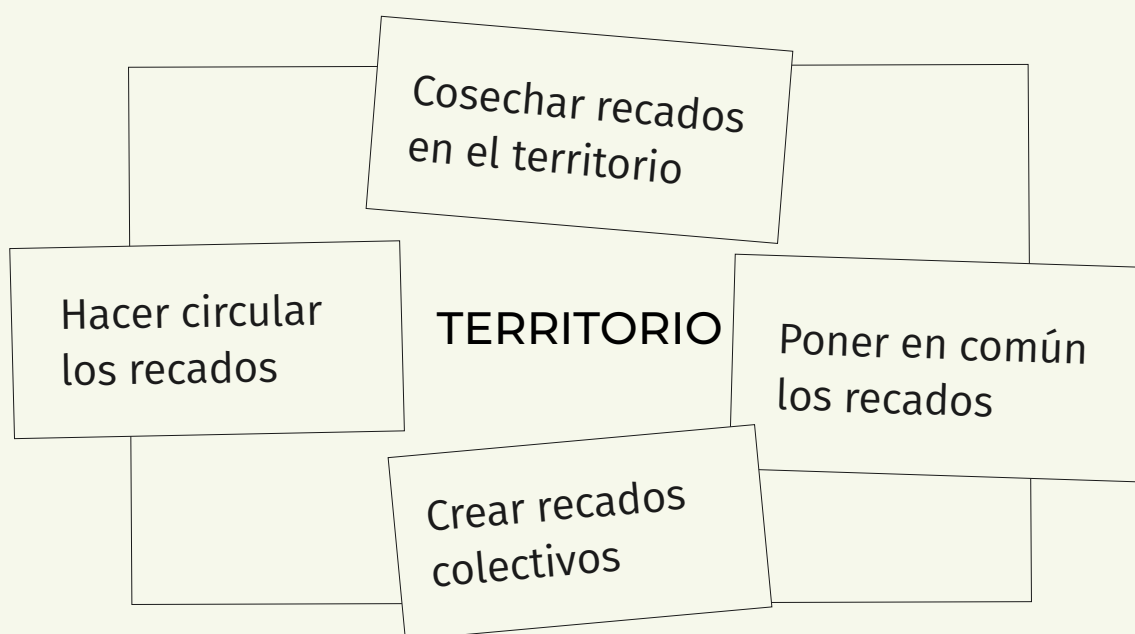 Cosechar recados
en el territorio
Hacer circular
los recados
TERRITORIO
Poner en común
los recados
Crear recados
colectivos